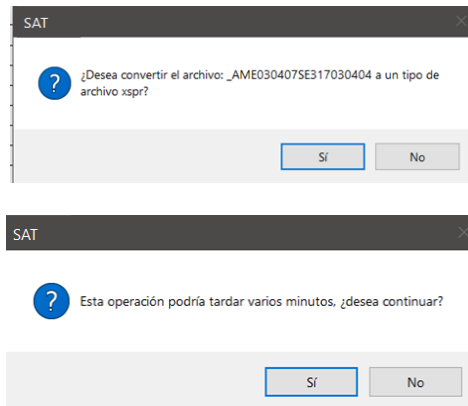 SAT
¿Desea convertir el archivo: _AME030407SE317030404 a un tipo de
archivo xspr?
Sí
No
SAT
Esta operación podría tardar varios minutos, ¿desea continuar?
Sí
No